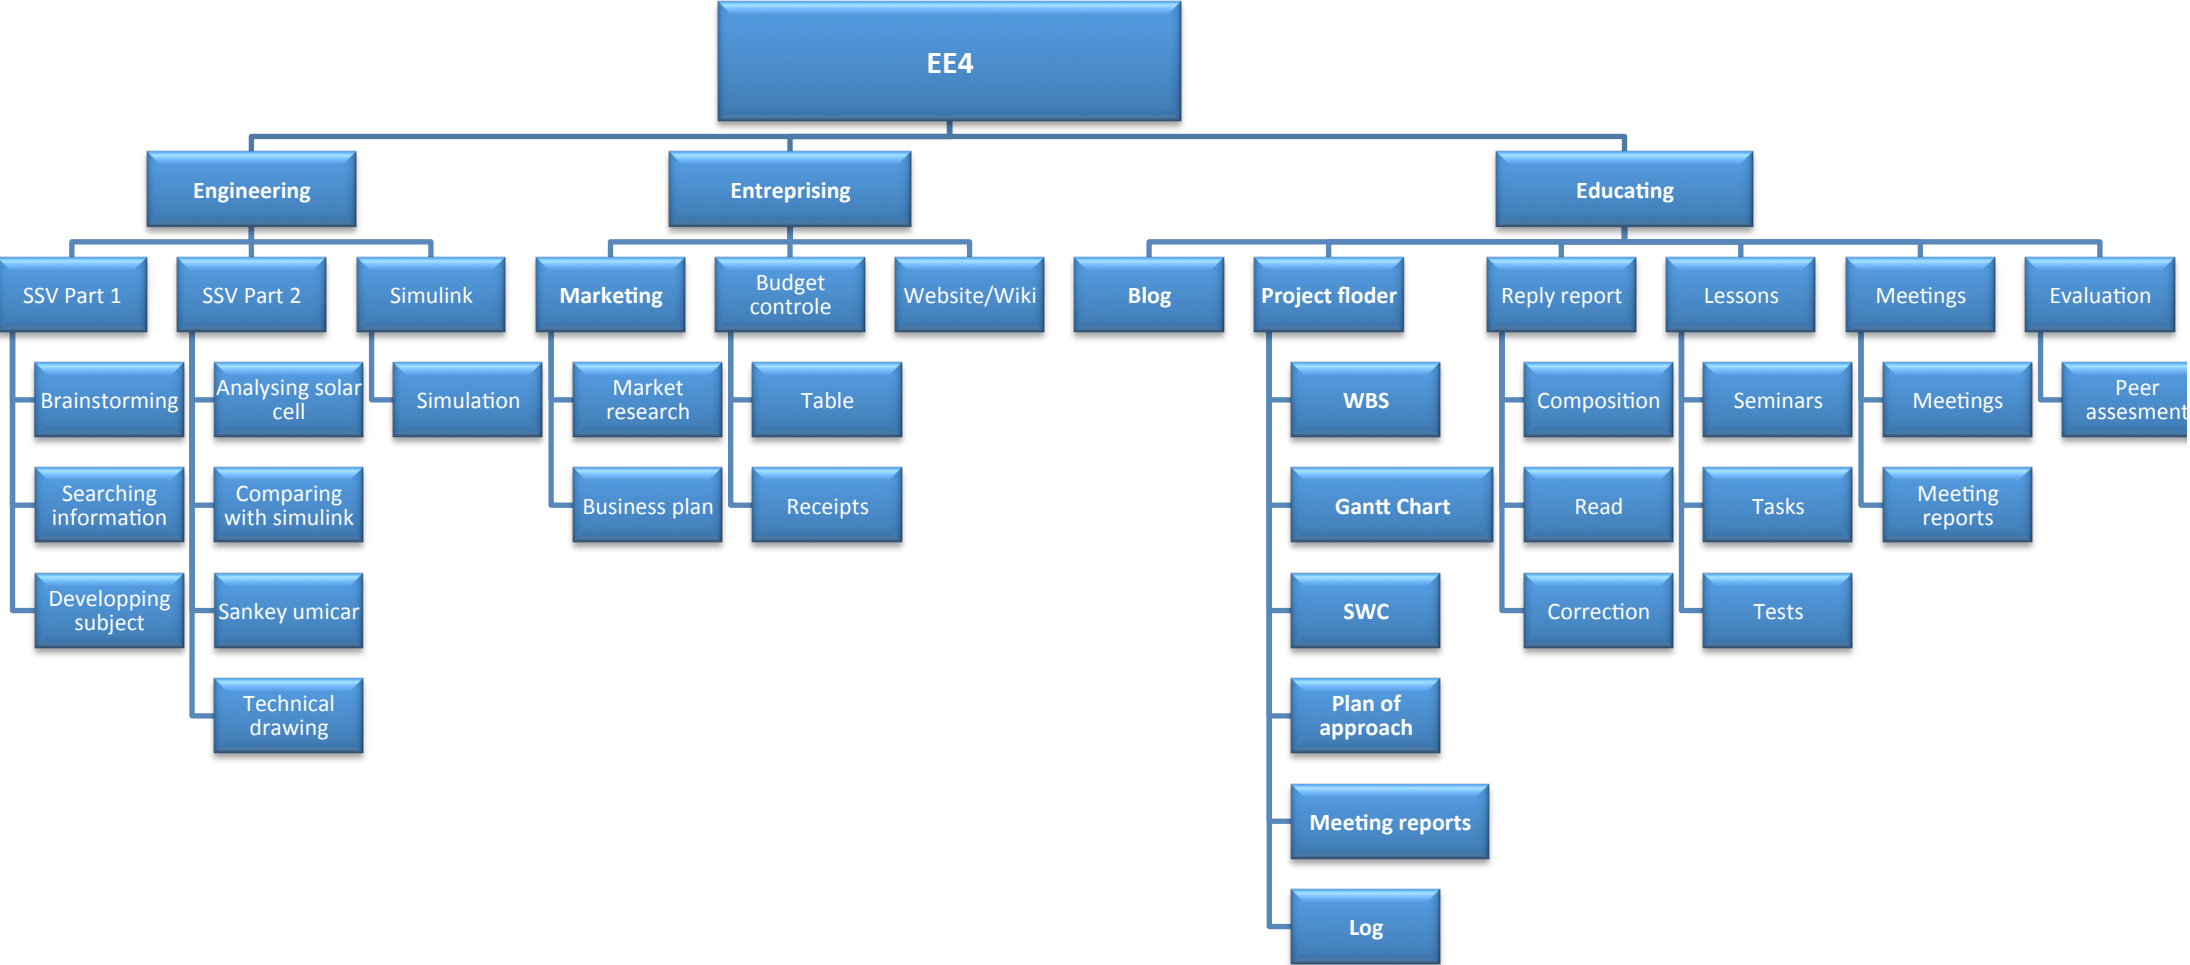 EE4
Engineering
Entreprising
Educating
SSV Part 1
SSV Part 2
Simulink
Marketing
Budget
controle
Website/Wiki
Blog
Project floder
Reply report
Lessons
Meetings
Evaluation
Brainstorming
Analysing solar
cell
Simulation
Market
research
Table
WBS
Composition
Seminars
Meetings
Peer
assesment
Searching
information
Comparing
with simulink
Business plan
Receipts
Gantt Chart
Read
Tasks
Meeting
reports
Developping
subject
Sankey umicar
SWC
Correction
Tests
Technical
drawing
Plan of
approach
Meeting reports
Log